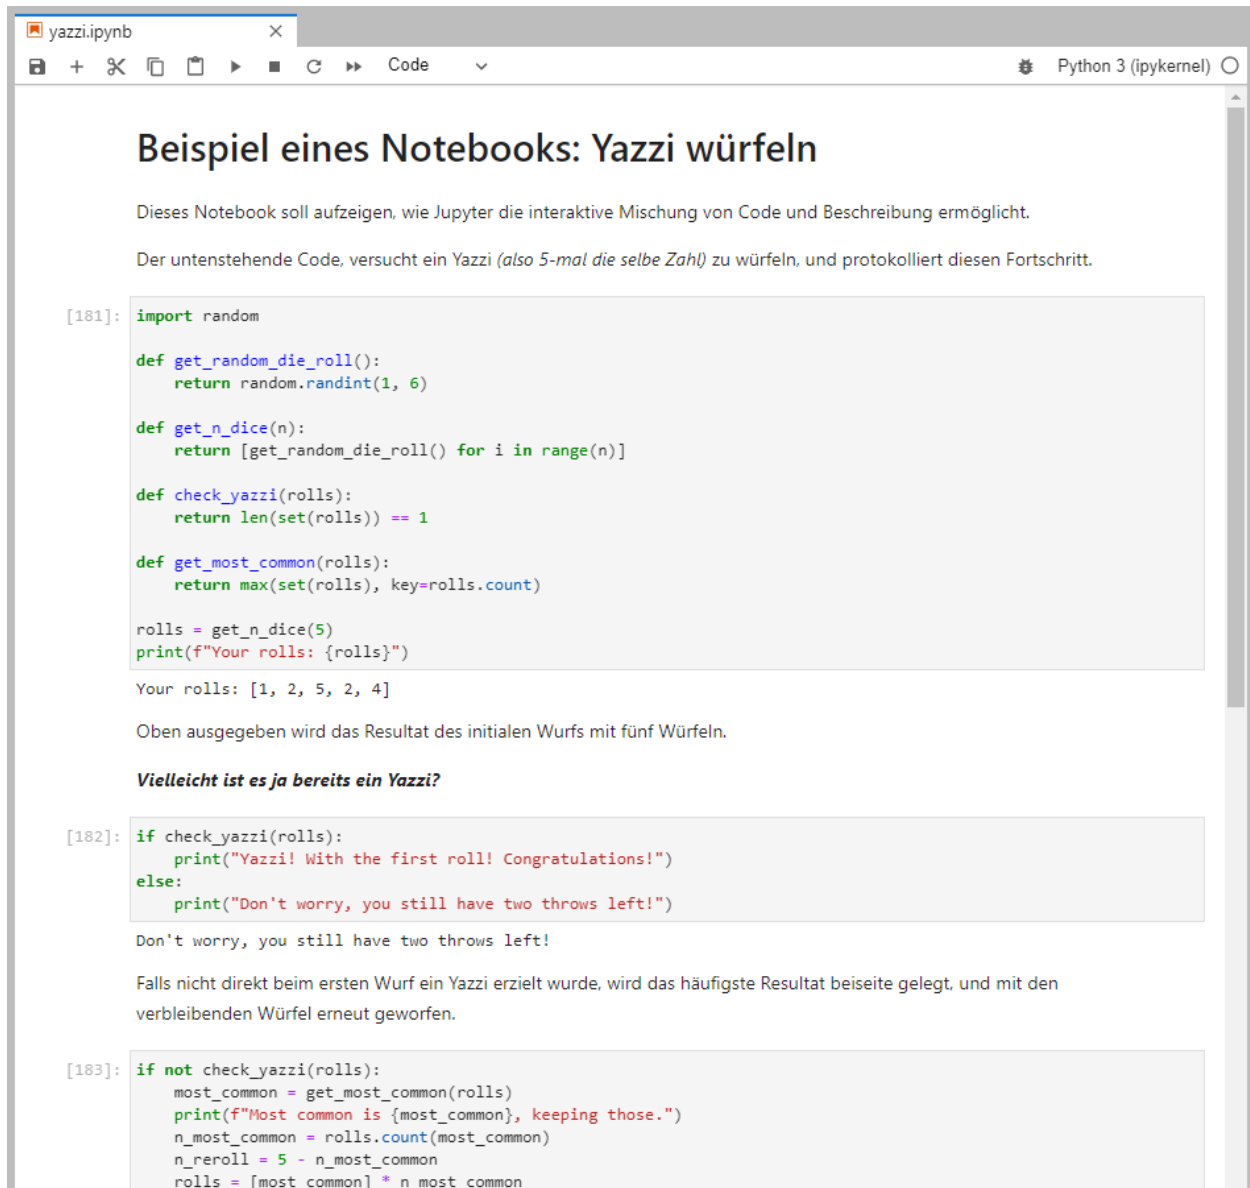 yazzi.ipynb
Code
Python 3 (ipykernel)
Beispiel eines Notebooks: Yazzi würfeln
Dieses Notebook soll aufzeigen, wie Jupyter die interaktive Mischung von Code und Beschreibung ermöglicht.
Der untenstehende Code, versucht ein Yazzi (also 5-mal die selbe Zahl) zu würfeln, und protokolliert diesen Fortschritt.
[181]: import random
def get_random_die_roll():
    return random.randint(1, 6)
def get_n_dice(n):
    return [get_random_die_roll() for i in range(n)]
def check_yazzi(rolls):
    return len(set(rolls)) == 1
def get_most_common(rolls):
    return max(set(rolls), key=rolls.count)
rolls = get_n_dice(5)
print(f"Your rolls: {rolls}")
Your rolls: [1, 2, 5, 2, 4]
Oben ausgegeben wird das Resultat des initialen Wurfs mit fünf Würfeln.
Vielleicht ist es ja bereits ein Yazzi?
[182]: if check_yazzi(rolls):
    print("Yazzi! With the first roll! Congratulations!")
else:
    print("Don't worry, you still have two throws left!")
Don't worry, you still have two throws left!
Falls nicht direkt beim ersten Wurf ein Yazzi erzielt wurde, wird das häufigste Resultat beiseite gelegt, und mit den
verbleibenden Würfel erneut geworfen.
[183]: if not check_yazzi(rolls):
    most_common = get_most_common(rolls)
    print(f"Most common is {most_common}, keeping those.")
    n_most_common = rolls.count(most_common)
    n_reroll = 5 - n_most_common
    rolls = [most_common] * n_most_common